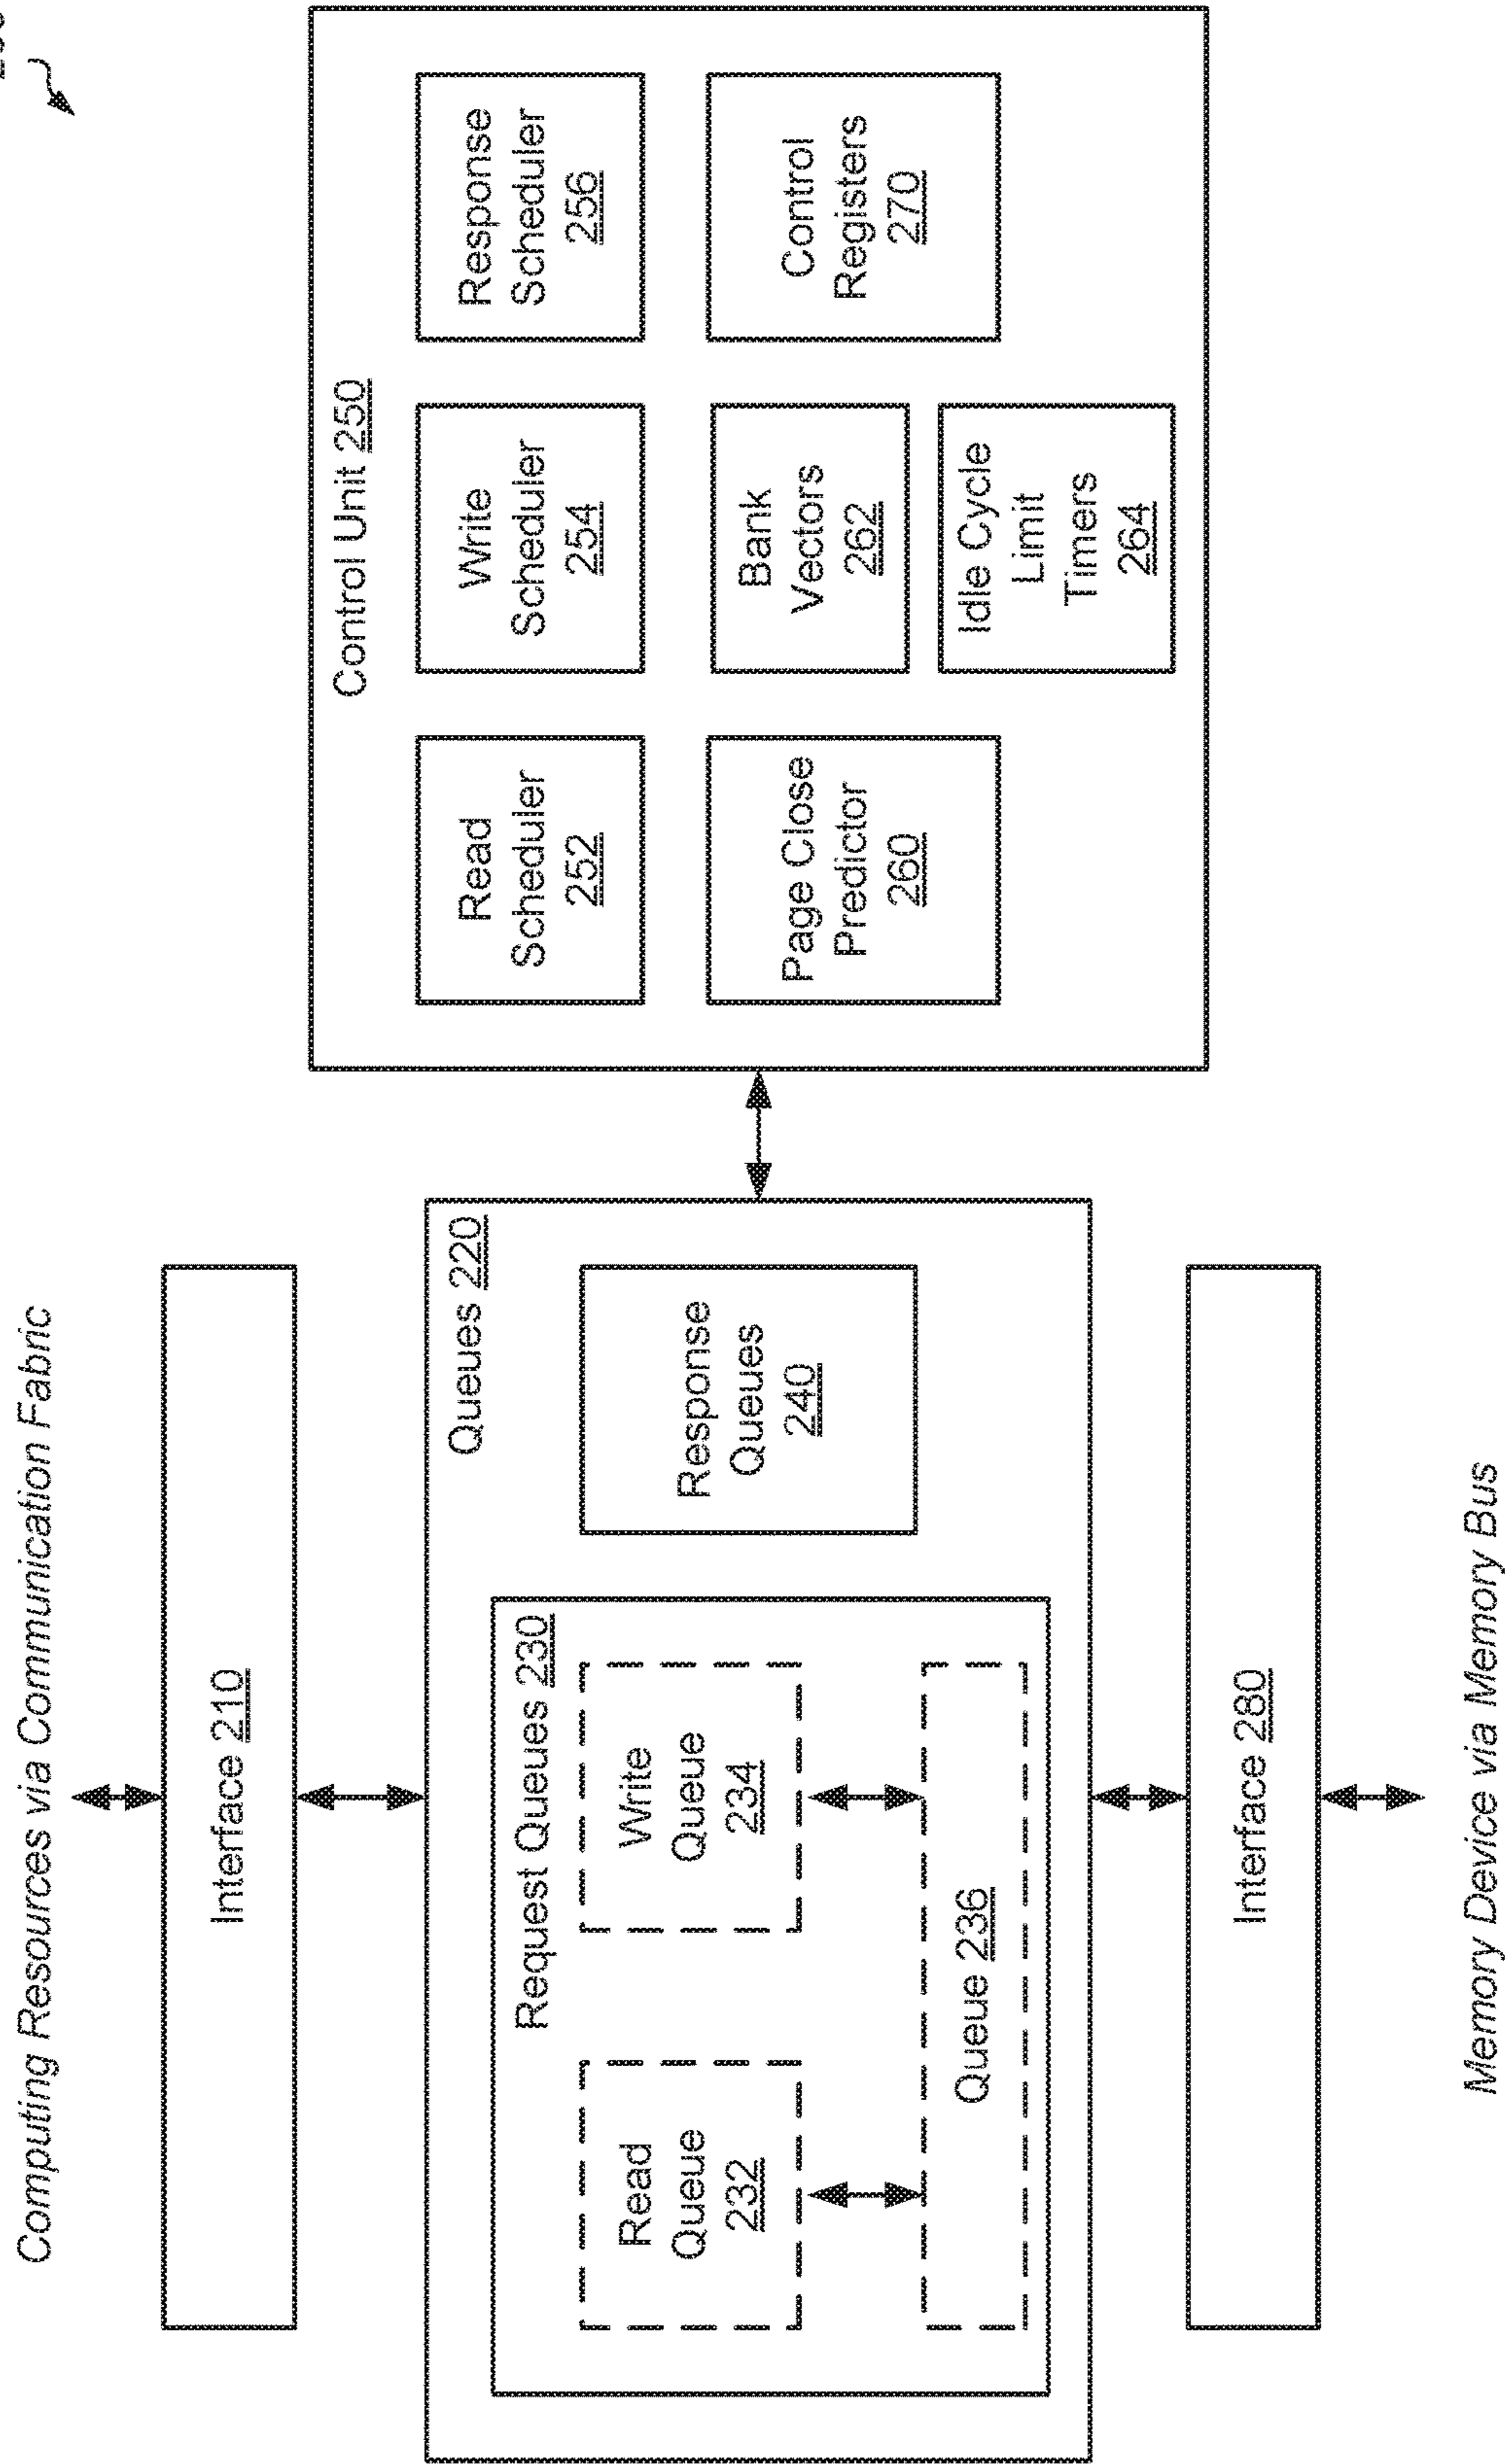 Computing Resources via Communication Fabric
Interface 210
Queues 220
Request Queues 230
Read
Queue
232
Write
Queue
234
Queue 236
Response
Queues
240
Interface 280
Memory Device via Memory Bus
Control Unit 250
Read
Scheduler
252
Write
Scheduler
254
Response
Scheduler
256
Page Close
Predictor
260
Bank
Vectors
262
Idle Cycle
Limit
Timers
264
Control
Registers
270